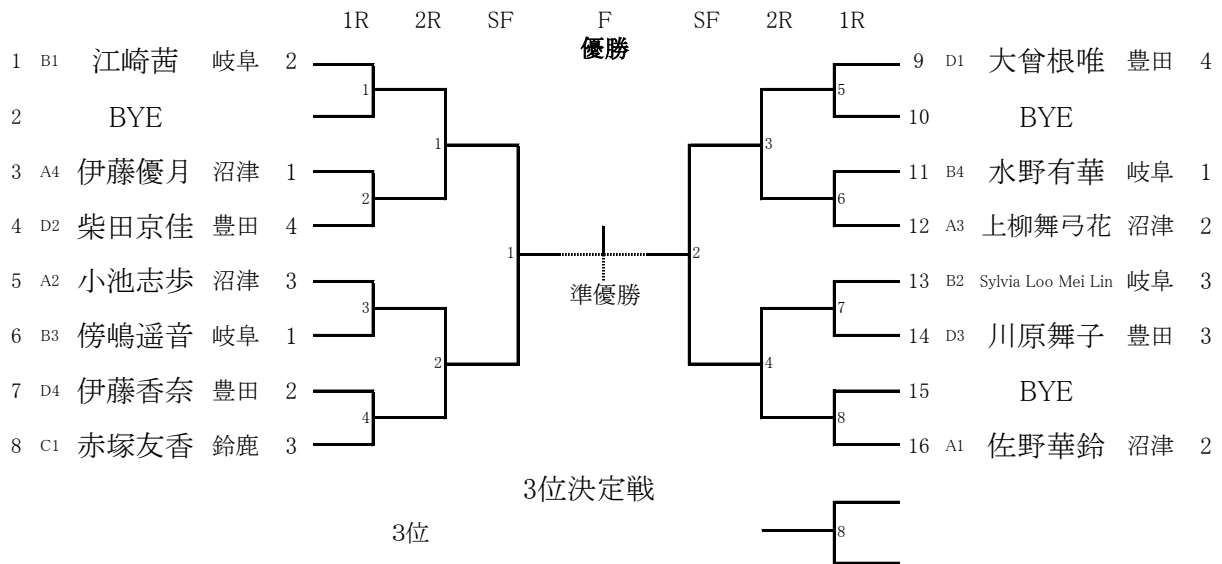 1R 2R SF F SF 2R 1R
優勝
1 B1 江崎茜 岐阜 2 1 9 D1 大曾根唯 豊田 4 5
2 BYE 10 BYE
1 3
3 A4 伊藤優月 沼津 1 11 B4 水野有華 岐阜 1
2 6
4 D2 柴田京佳 豊田 4 12 A3 上柳舞弓花 沼津 2
1 2
5 A2 小池志歩 沼津 3 13 B2 Sylvia Loo Mei Lin 岐阜 3
準優勝
3 7
6 B3 傍嶋遥音 岐阜 1 14 D3 川原舞子 豊田 3
2 4
7 D4 伊藤香奈 豊田 2 15 BYE
4 8
8 C1 赤塚友香 鈴鹿 3 16 A1 佐野華鈴 沼津 2
3位決定戦
3位 8